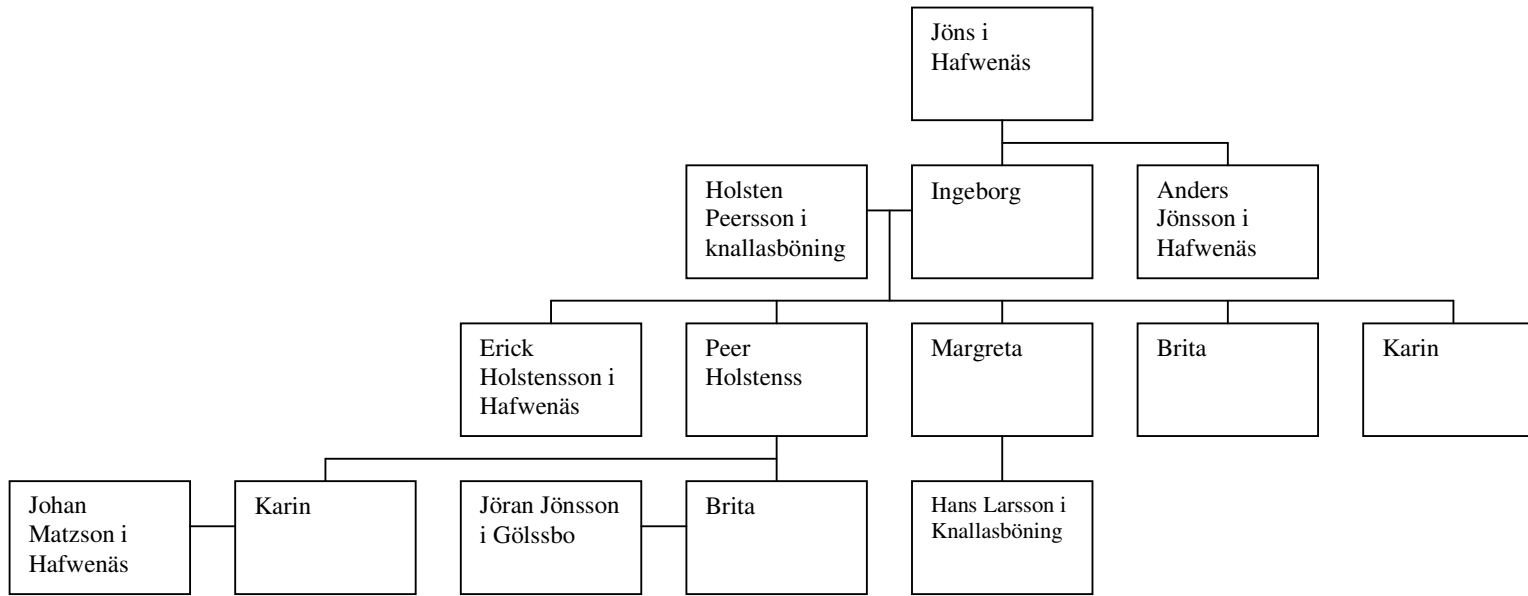 Jöns i
Hafwenäs
Holsten
Peersson i
knallasböning
Ingeborg
Anders
Jönsson i
Hafwenäs
Erick
Holstensson i
Hafwenäs
Peer
Holstenss
Margreta
Brita
Karin
Johan
Matzson i
Hafwenäs
Karin
Jöran Jönsson
i Gölssbo
Brita
Hans Larsson i
Knallasböning